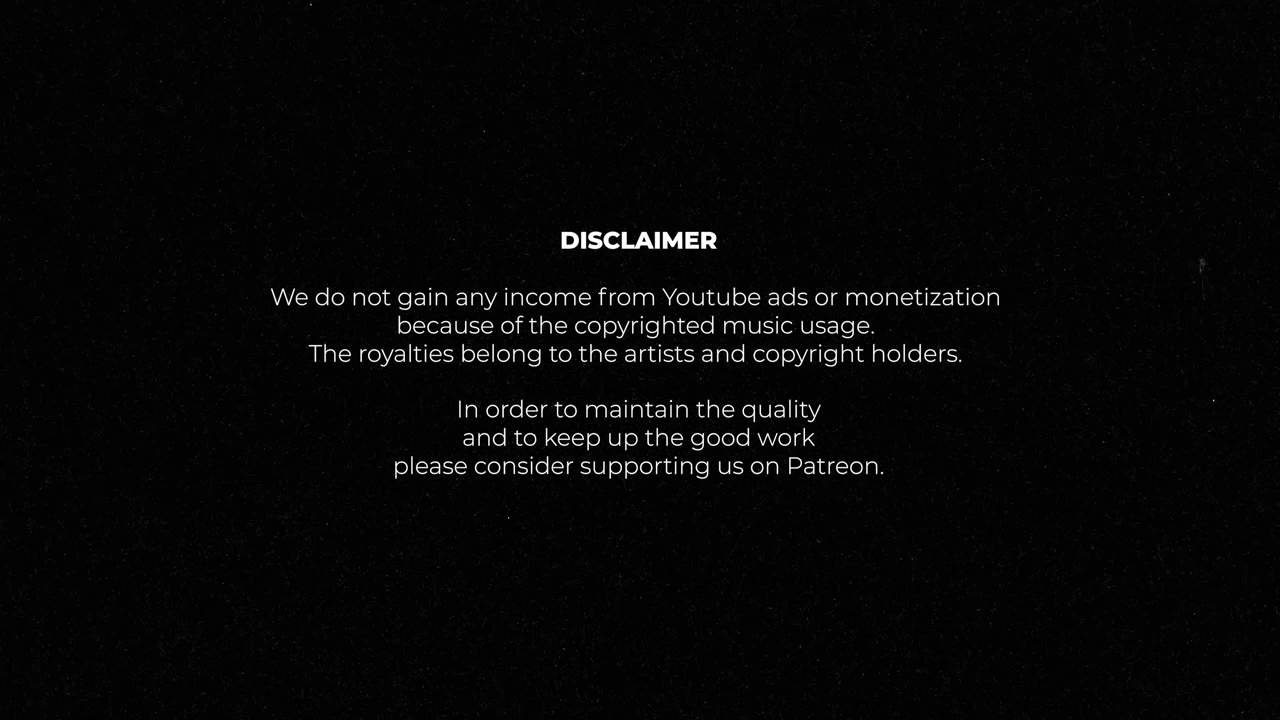 DISCLAIMER
We do not gain any income from Youtube ads or monetization
because of the copyrighted music usage.
The royalties belong to the artists and copyright holders.
In order to maintain the quality
and to keep up the good work
please consider supporting us on Patreon.